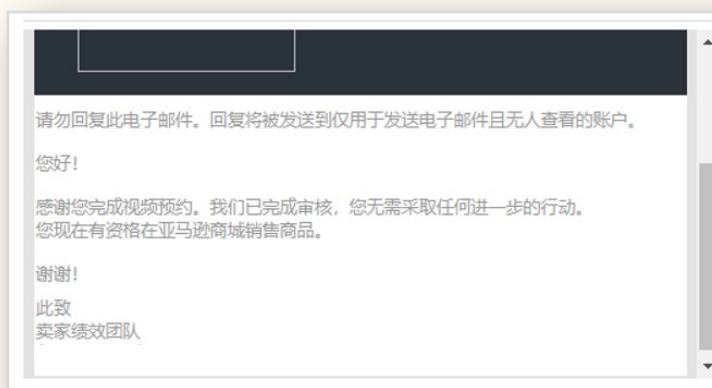 请勿回复此电子邮件。回复将被发送到仅用于发送电子邮件且无人查看的账户。
您好！
感谢您完成视频预约。我们已完成审核，您无需采取任何进一步的行动。
您现在有资格在亚马逊商城销售商品。
谢谢！
此致
卖家绩效团队